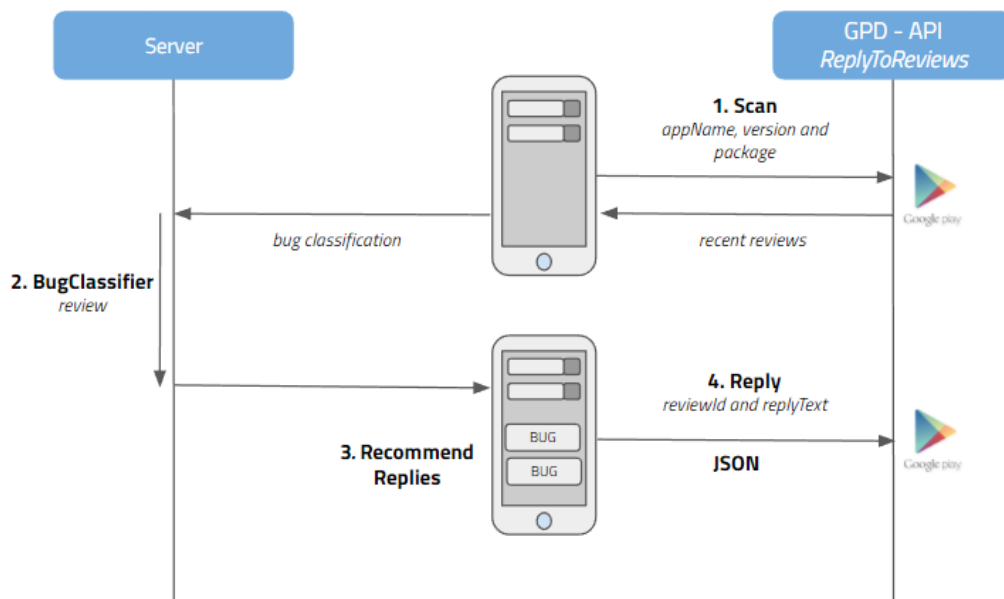 Server
GPD - API
ReplyToReviews
1. Scan
appName, version and
package
Google play
bug classification
recent reviews
2. BugClassifier
review
4. Reply
reviewId and replyText
3. Recommend
Replies
BUG
BUG
JSON
Google play